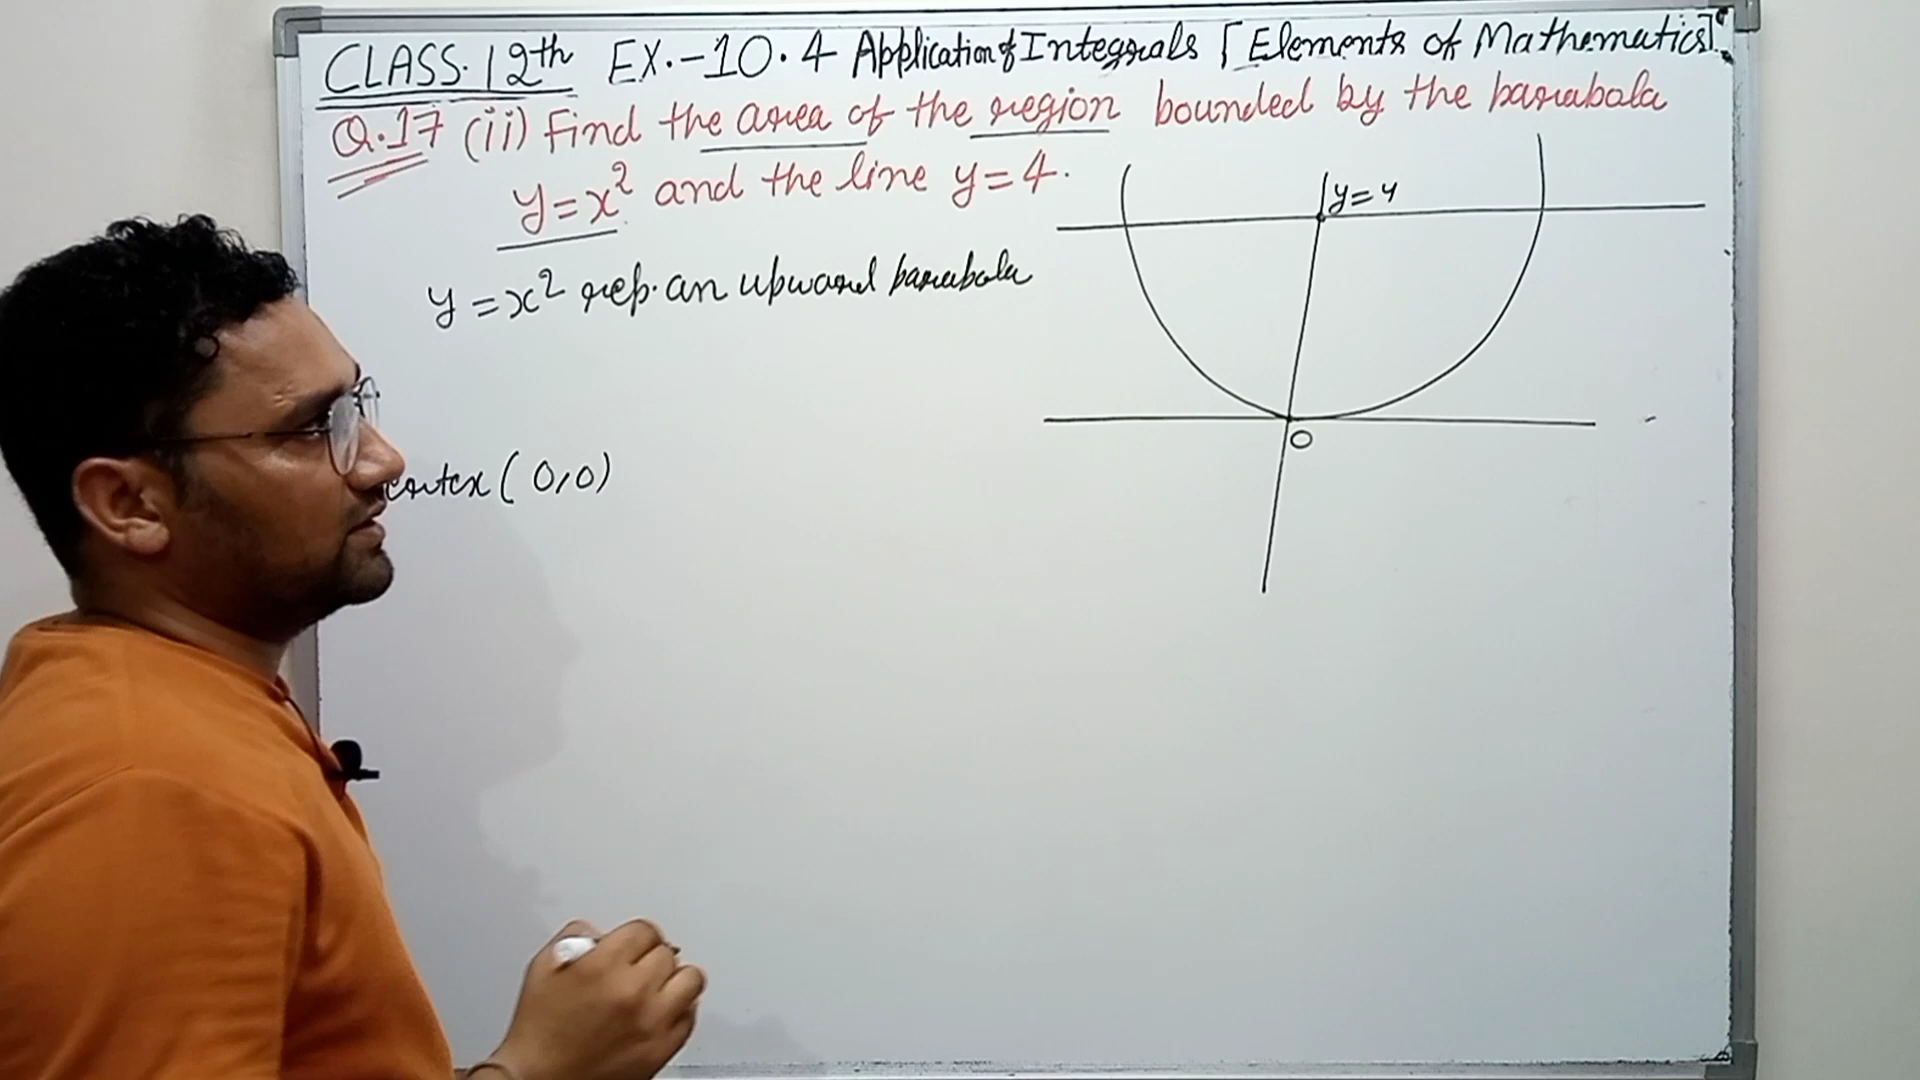 CLASS. 12th EX.-10.4 Application of Integrals [Elements of Mathematics]
Q.17 (ii) Find the area of the region bounded by the parabola
y=x² and the line y=4.
y=4
y=x² rep. an upward parabola
O
(0,0)